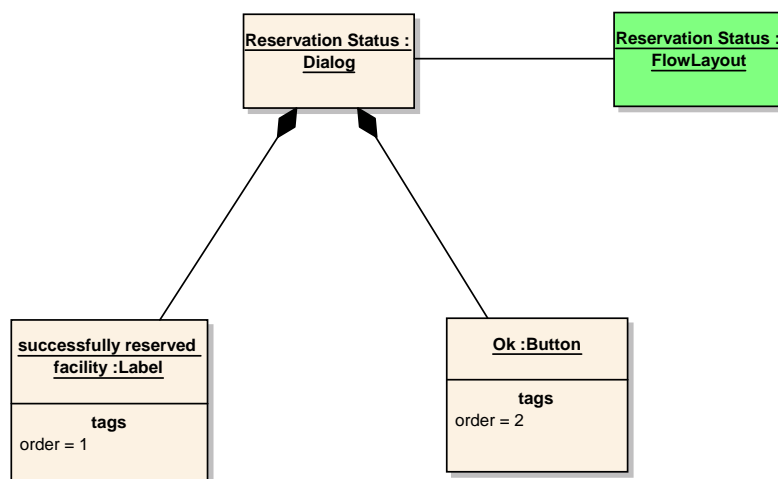 Reservation Status :
Dialog
Reservation Status :
FlowLayout
successfully reserved
facility :Label
tags
order = 1
Ok :Button
tags
order = 2